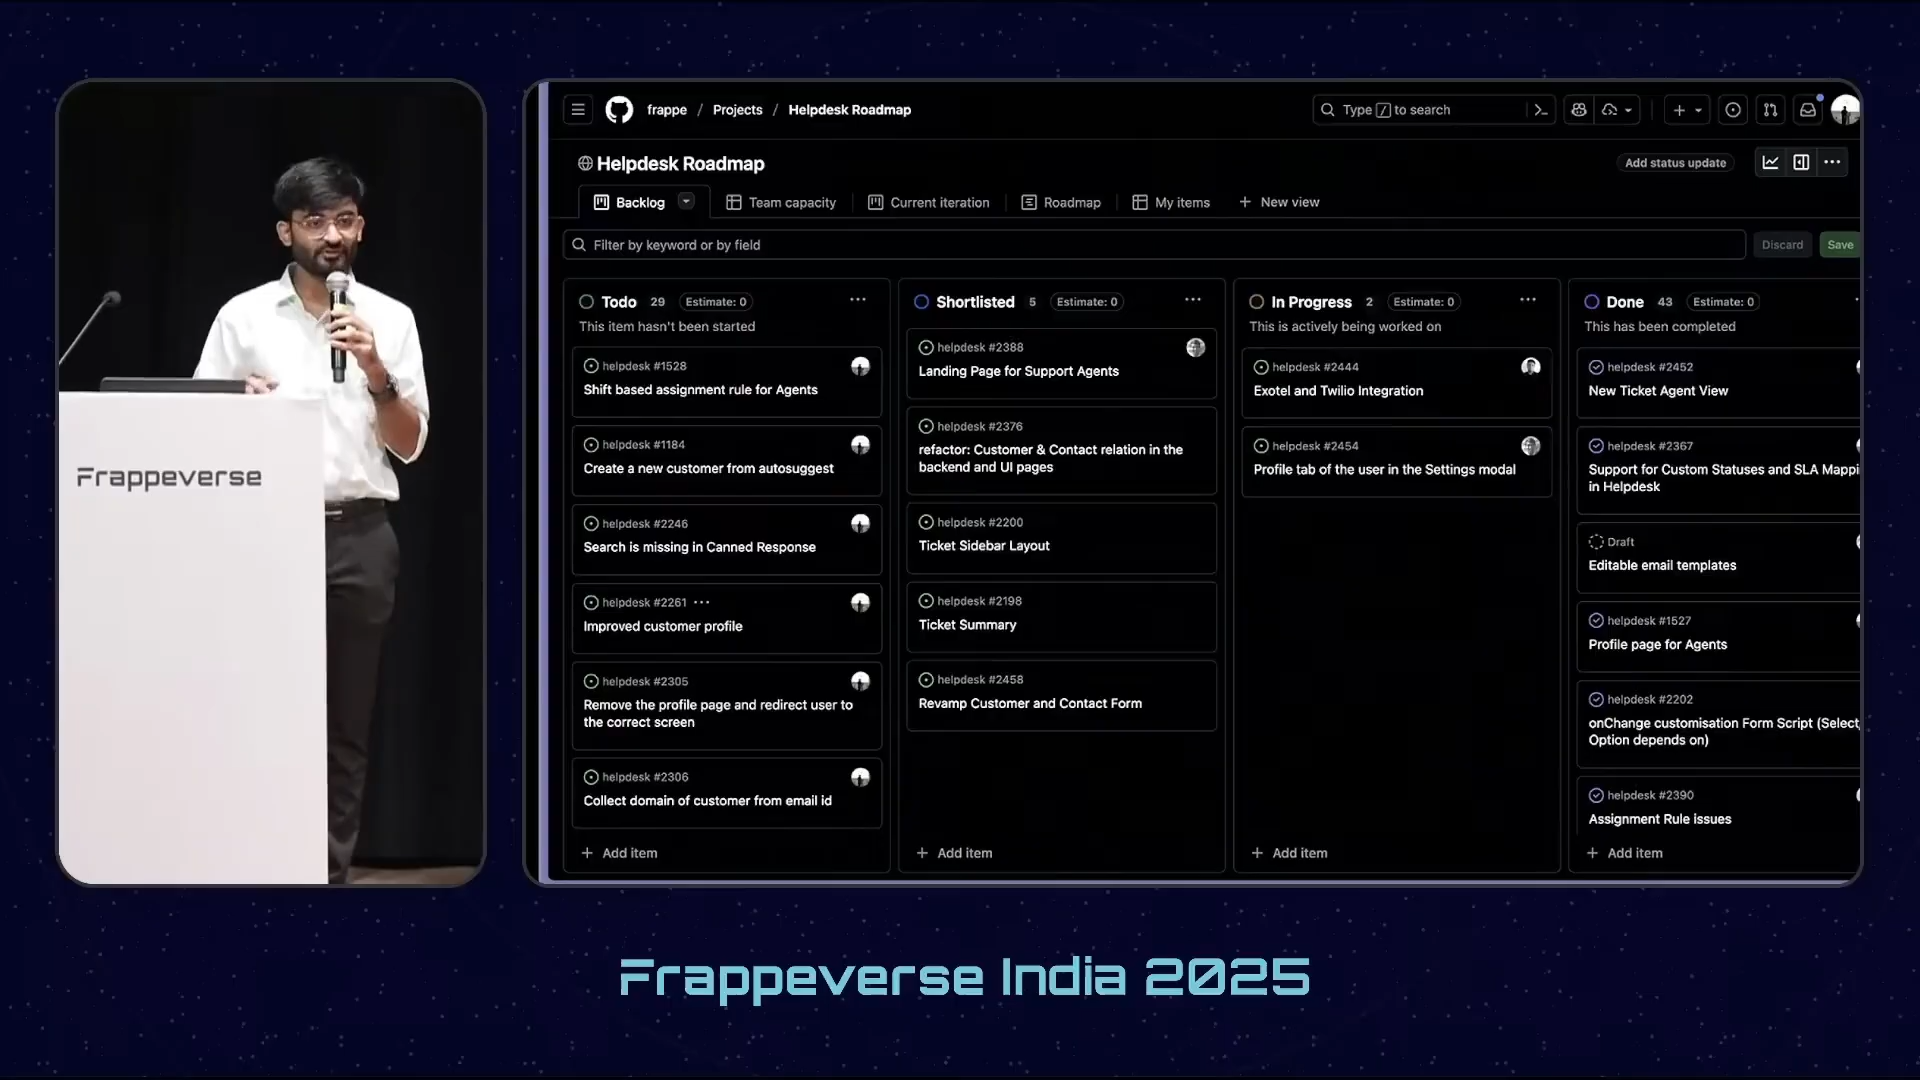 Frappeverse
frappe / Projects / Helpdesk Roadmap
Type / to search
Helpdesk Roadmap
Add status update
Backlog
Team capacity
Current iteration
Roadmap
My items
New view
Filter by keyword or by field
Discard
Save
Todo 29 Estimate: 0
This item hasn't been started
helpdesk #1528
Shift based assignment rule for Agents
helpdesk #1184
Create a new customer from autosuggest
helpdesk #2246
Search is missing in Canned Response
helpdesk #2261
Improved customer profile
helpdesk #2305
Remove the profile page and redirect user to
the correct screen
helpdesk #2306
Collect domain of customer from email id
Add item
Shortlisted 5 Estimate: 0
helpdesk #2388
Landing Page for Support Agents
helpdesk #2376
refactor: Customer & Contact relation in the
backend and UI pages
helpdesk #2200
Ticket Sidebar Layout
helpdesk #2198
Ticket Summary
helpdesk #2458
Revamp Customer and Contact Form
Add item
In Progress 2 Estimate: 0
This is actively being worked on
helpdesk #2444
Exotel and Twilio Integration
helpdesk #2454
Profile tab of the user in the Settings modal
Add item
Done 43 Estimate: 0
This has been completed
helpdesk #2452
New Ticket Agent View
helpdesk #2367
Support for Custom Statuses and SLA Mappi
in Helpdesk
Draft
Editable email templates
helpdesk #1527
Profile page for Agents
helpdesk #2202
onChange customisation Form Script (Select,
Option depends on)
helpdesk #2390
Assignment Rule issues
Add item
Frappeverse India 2025